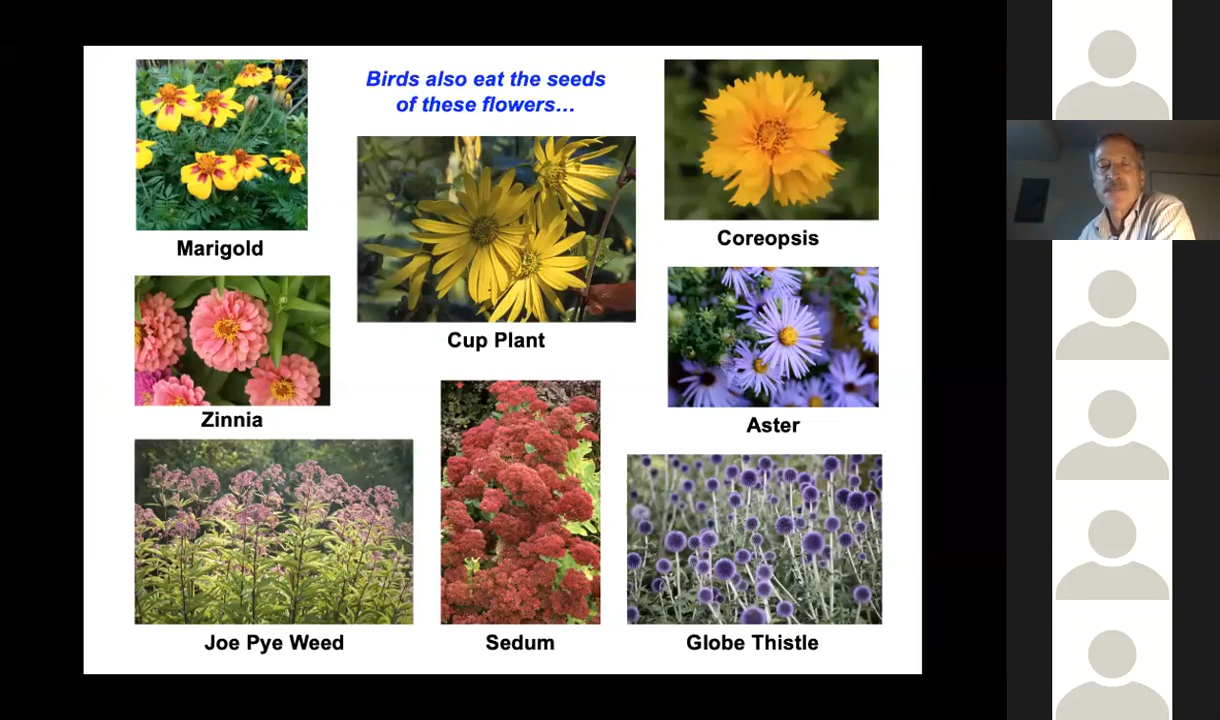 Birds also eat the seeds
of these flowers…
Marigold
Cup Plant
Coreopsis
Zinnia
Aster
Joe Pye Weed
Sedum
Globe Thistle